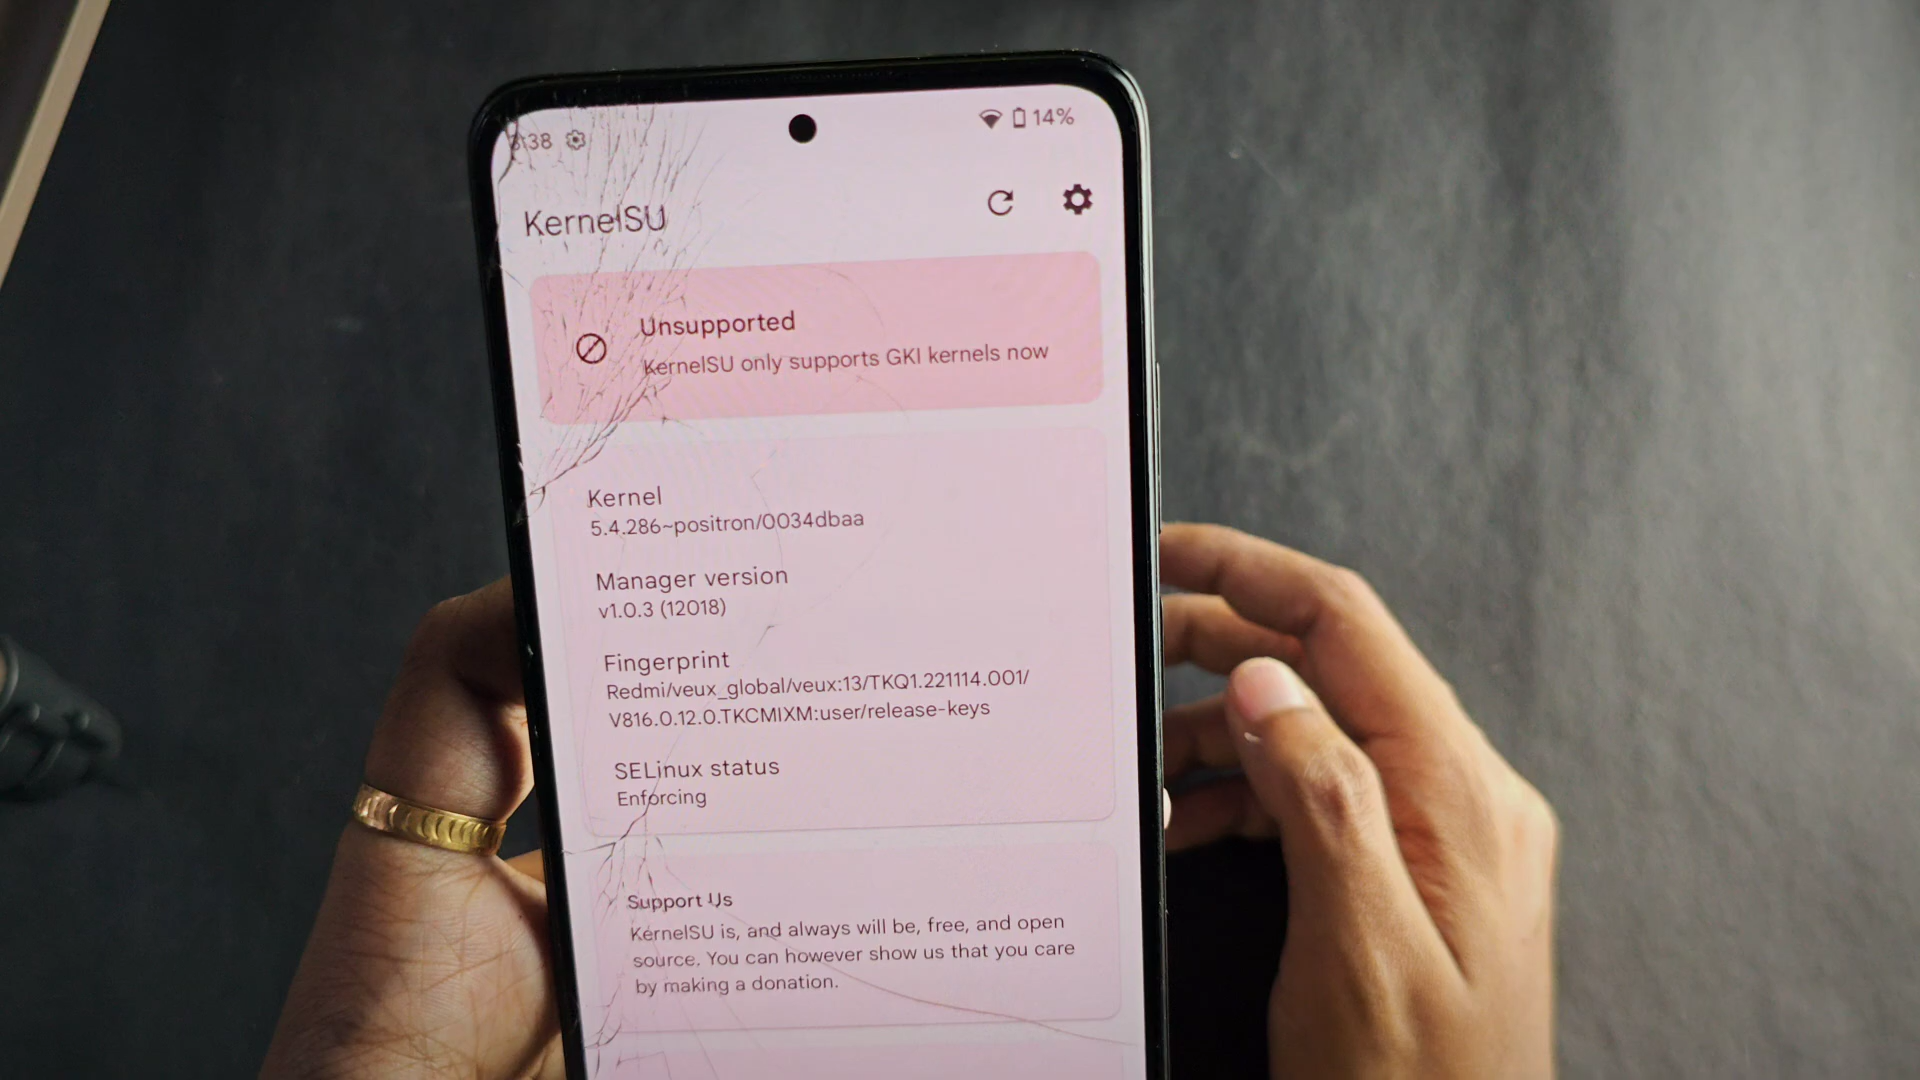 3:38 14%
KernelSU
Unsupported
KernelSU only supports GKI kernels now
Kernel
5.4.286~positron/0034dbaa
Manager version
v1.0.3 (12018)
Fingerprint
Redmi/veux_global/veux:13/TKQ1.221114.001/
V816.0.12.0.TKCMIXM:user/release-keys
SELinux status
Enforcing
Support Us
KernelSU is, and always will be, free, and open
source. You can however show us that you care
by making a donation.